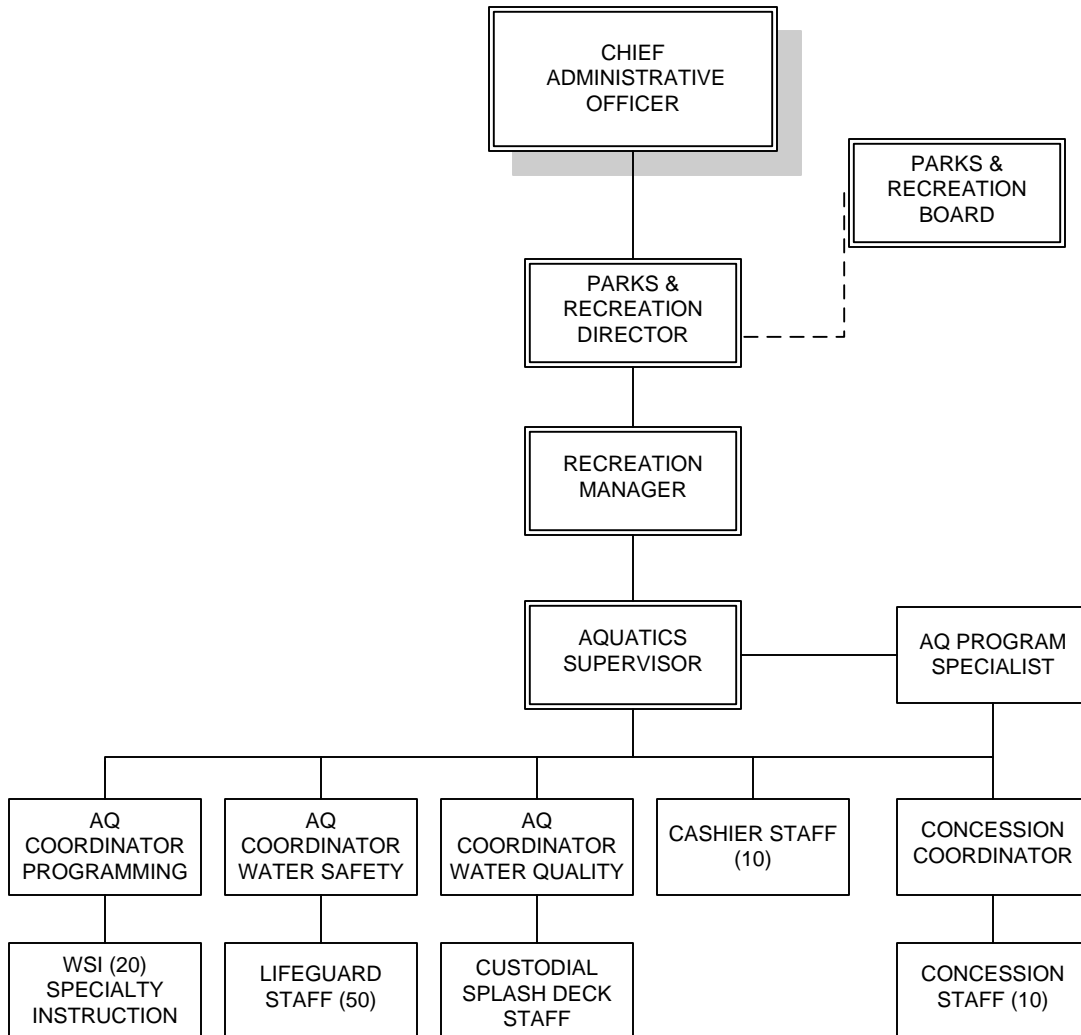 CHIEF
ADMINISTRATIVE
OFFICER
PARKS &
RECREATION
BOARD
PARKS &
RECREATION
DIRECTOR
RECREATION
MANAGER
AQUATICS
SUPERVISOR
AQ PROGRAM
SPECIALIST
AQ
COORDINATOR
PROGRAMMING
AQ
COORDINATOR
WATER SAFETY
AQ
COORDINATOR
WATER QUALITY
CASHIER STAFF
(10)
CONCESSION
COORDINATOR
WSI (20)
SPECIALTY
INSTRUCTION
LIFEGUARD
STAFF (50)
CUSTODIAL
SPLASH DECK
STAFF
CONCESSION
STAFF (10)